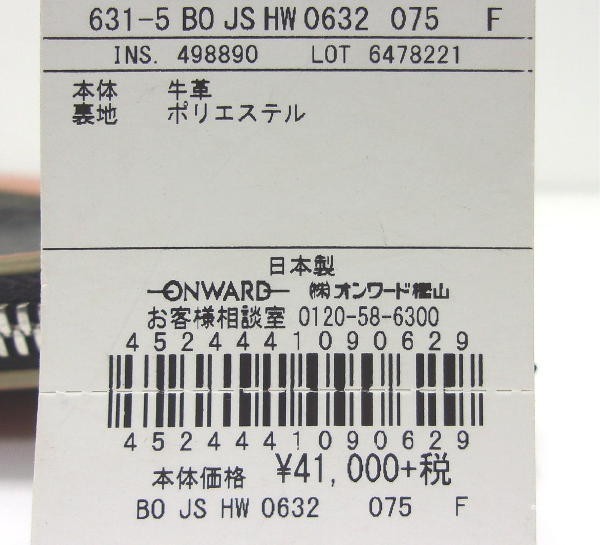 631-5 BO JS HW 0632 075 F
INS. 498890 LOT 6478221
本体 牛革
裏地 ポリエステル
日本製
ONWARD ㈱オンワード樫山
お客様相談室 0120-58-6300
4524441090629
4524441090629
本体価格 ¥41,000+税
BO JS HW 0632 075 F